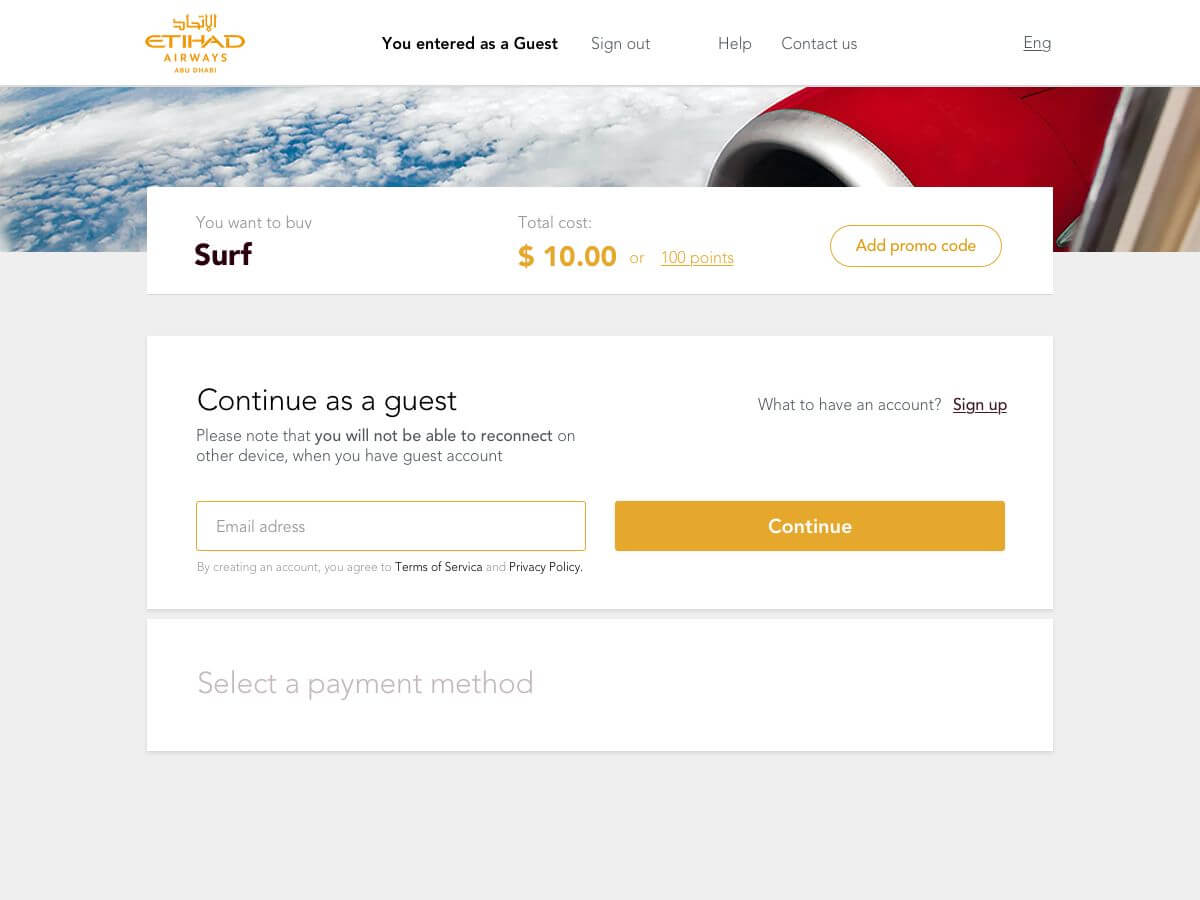 الإتحاد
ETIHAD
AIRWAYS
ABU DHABI
You entered as a Guest Sign out Help Contact us Eng
You want to buy
Surf
Total cost:
$ 10.00 or 100 points
Add promo code
Continue as a guest
What to have an account? Sign up
Please note that you will not be able to reconnect on
other device, when you have guest account
Email adress
Continue
By creating an account, you agree to Terms of Servica and Privacy Policy.
Select a payment method